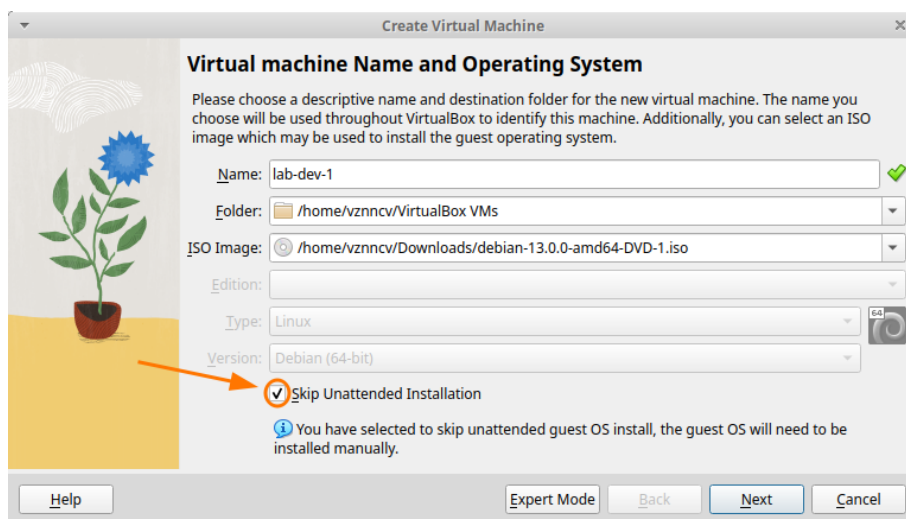 Create Virtual Machine
Virtual machine Name and Operating System
Please choose a descriptive name and destination folder for the new virtual machine. The name you
choose will be used throughout VirtualBox to identify this machine. Additionally, you can select an ISO
image which may be used to install the guest operating system.
Name: lab-dev-1
Folder: /home/vznncv/VirtualBox VMs
ISO Image: /home/vznncv/Downloads/debian-13.0.0-amd64-DVD-1.iso
Edition:
Type: Linux
64
Version: Debian (64-bit)
Skip Unattended Installation
You have selected to skip unattended guest OS install, the guest OS will need to be
installed manually.
Help Expert Mode Back Next Cancel